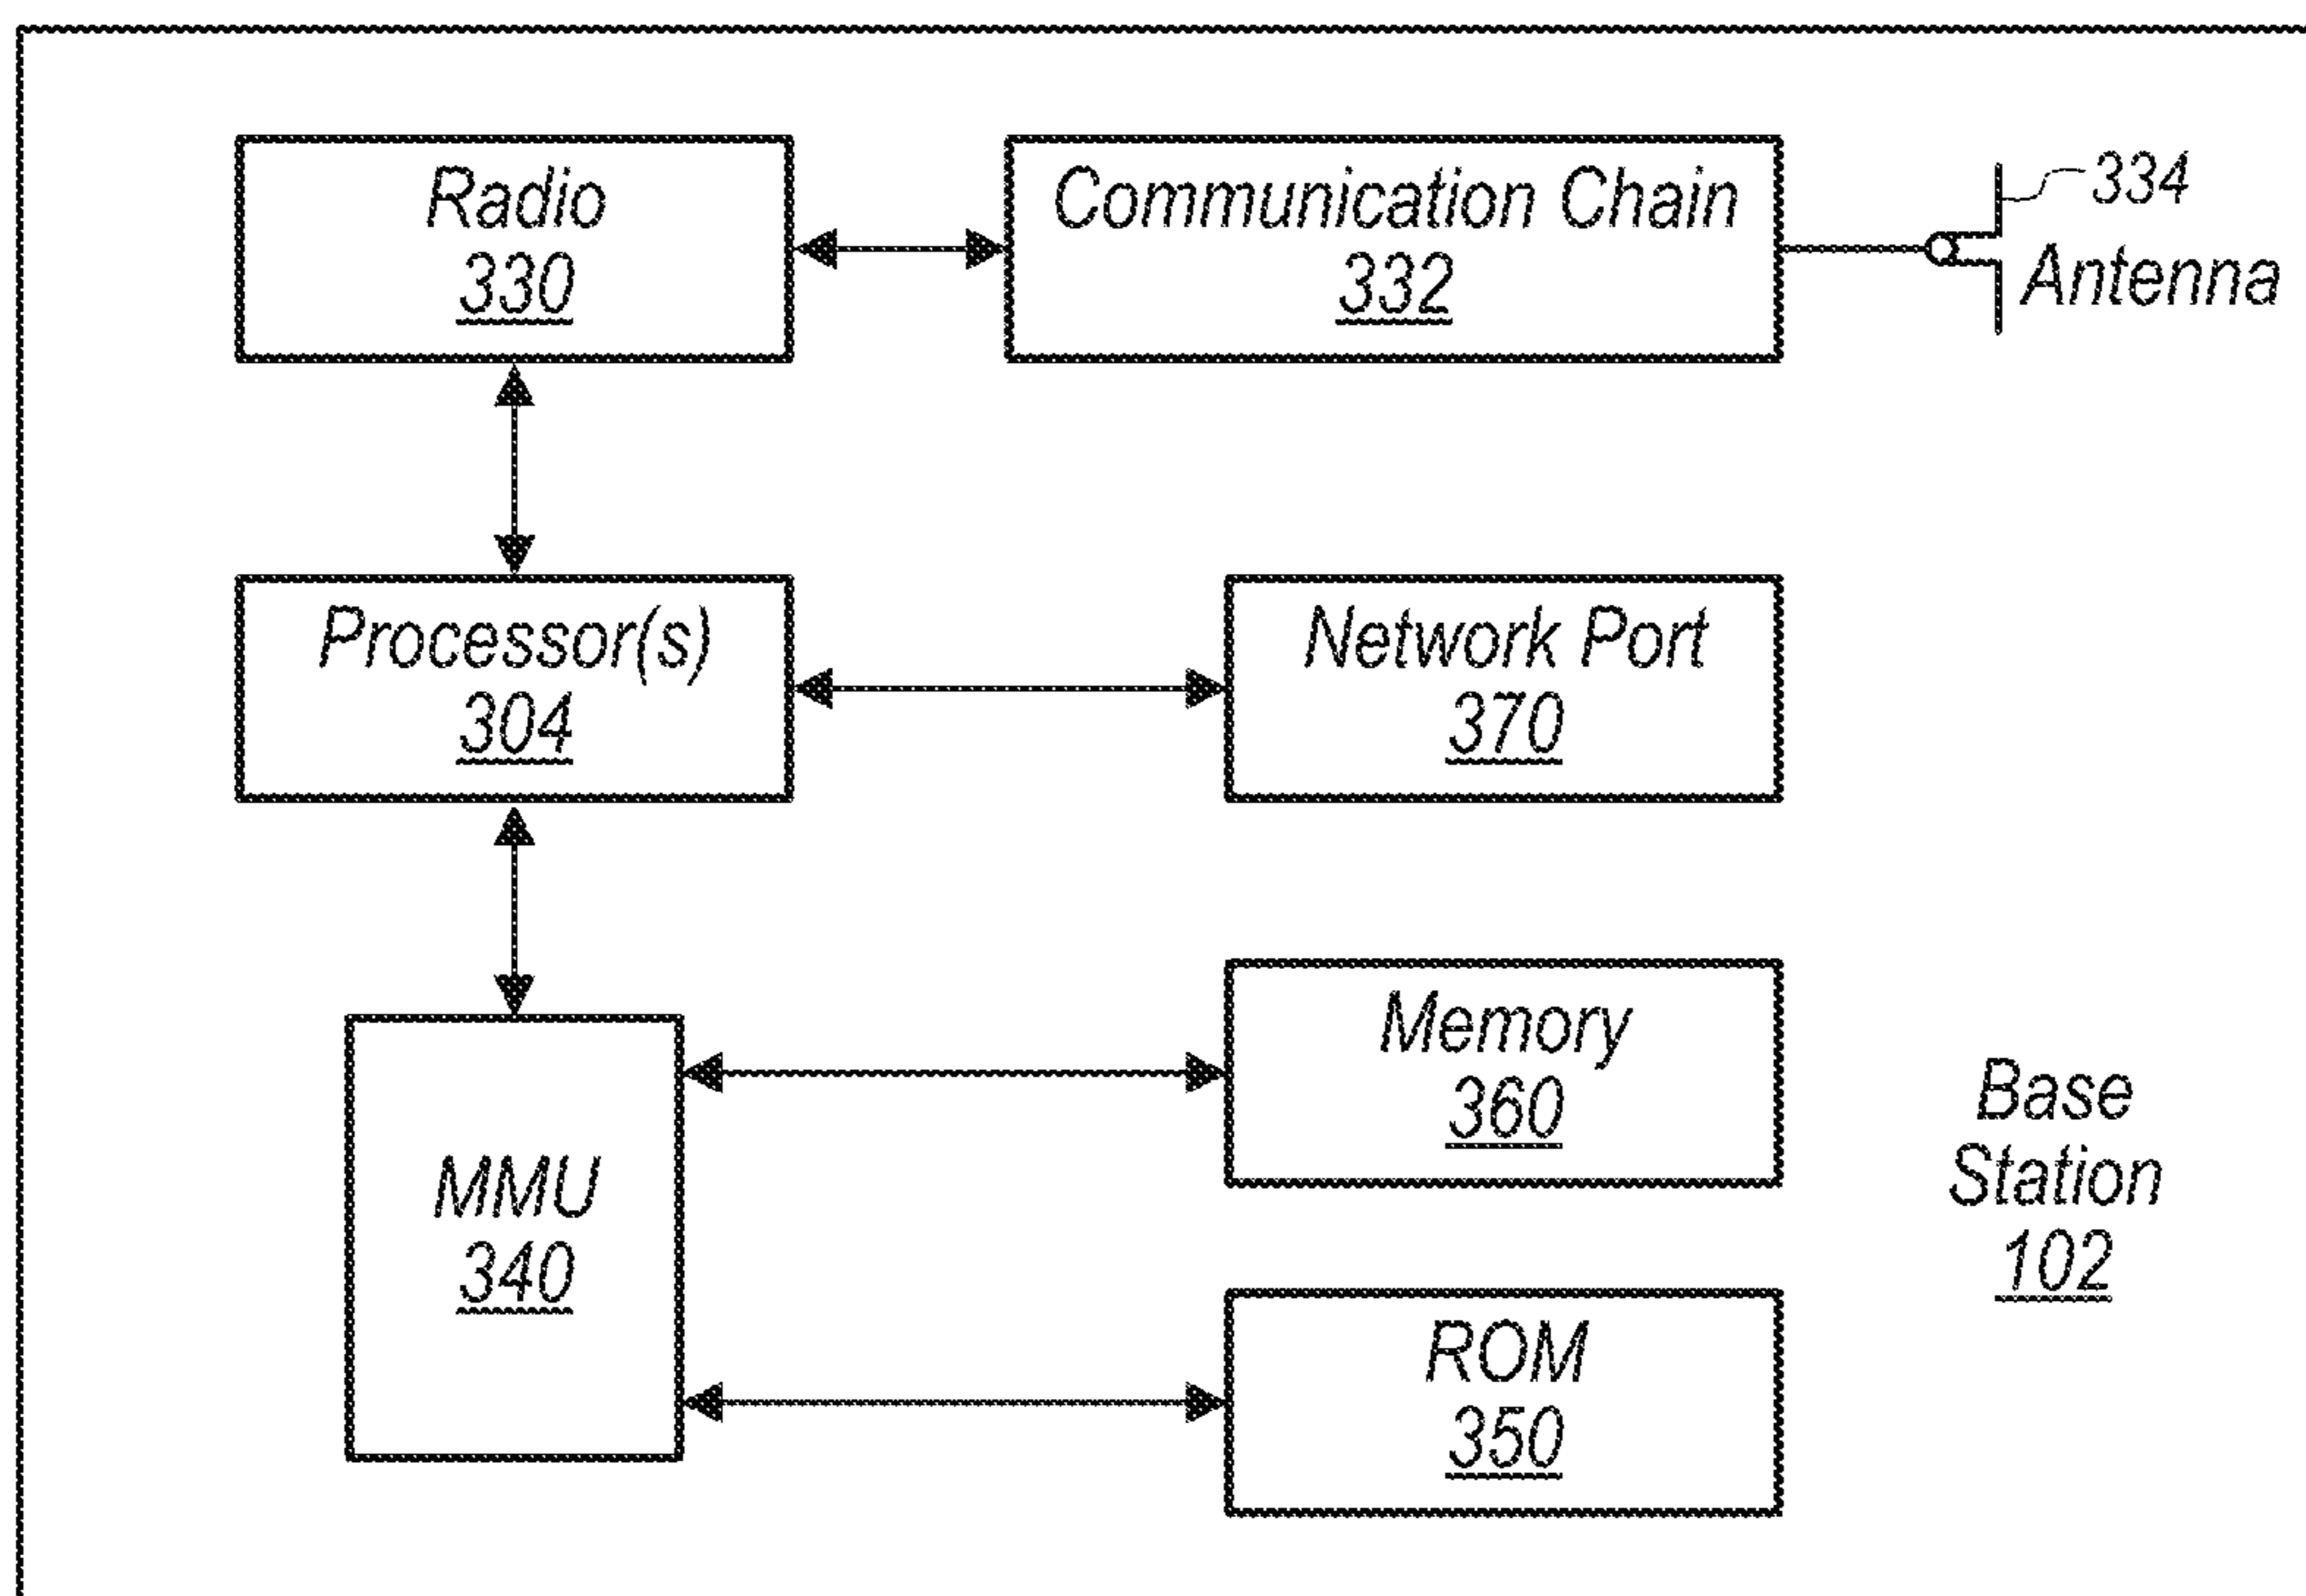 Radio
330
Communication Chain
332
334
Antenna
Processor(s)
304
Network Port
370
MMU
340
Memory
360
ROM
350
Base
Station
102